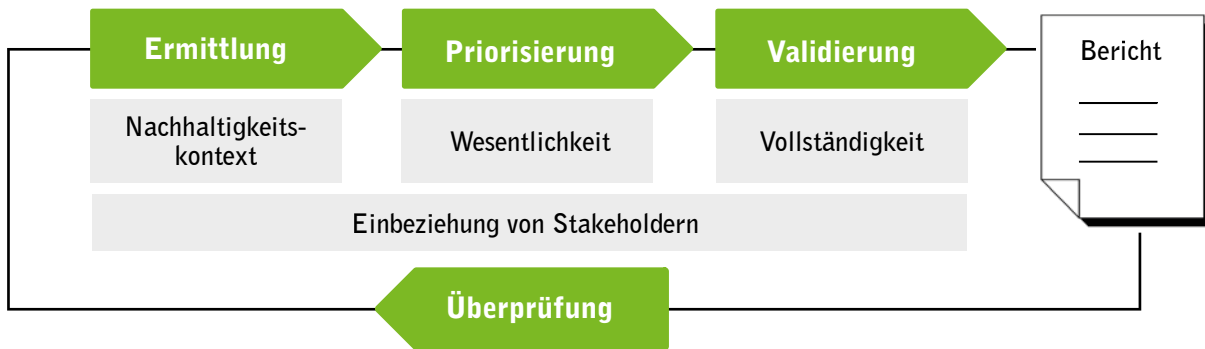 Ermittlung
Priorisierung
Validierung
Bericht
Nachhaltigkeits-
kontext
Wesentlichkeit
Vollständigkeit
Einbeziehung von Stakeholdern
Überprüfung